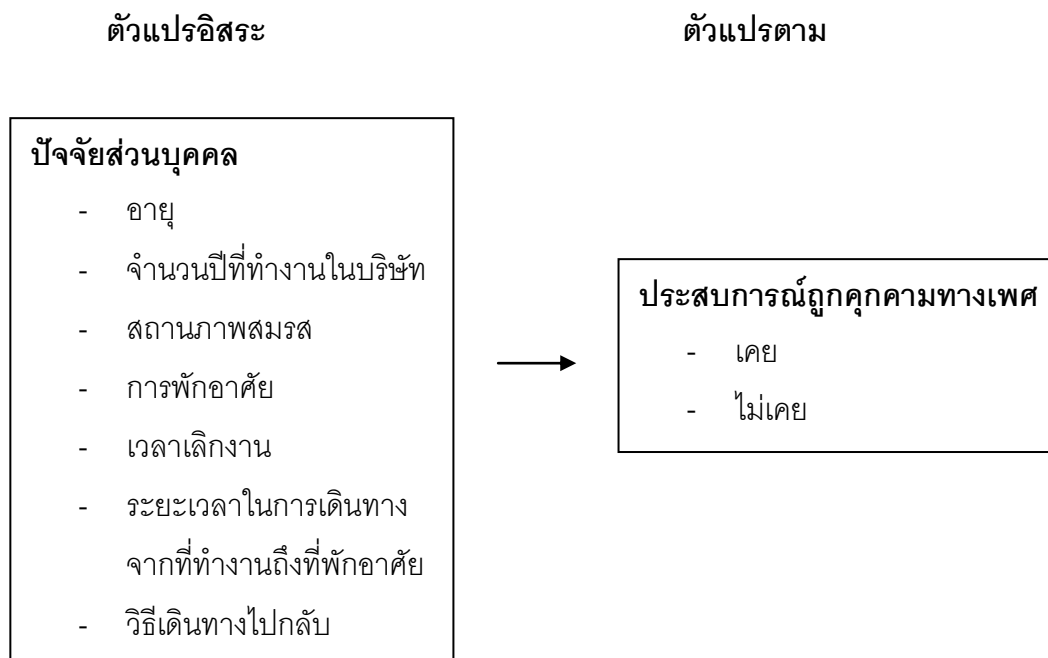 ตัวแปรอิสระ
ตัวแปรตาม
ปัจจัยส่วนบุคคล
- อายุ
- จำนวนปีที่ทำงานในบริษัท
- สถานภาพสมรส
- การพักอาศัย
- เวลาเลิกงาน
- ระยะเวลาในการเดินทาง
จากที่ทำงานถึงที่พักอาศัย
- วิธีเดินทางไปกลับ
ประสบการณ์ถูกคุกคามทางเพศ
- เคย
- ไม่เคย